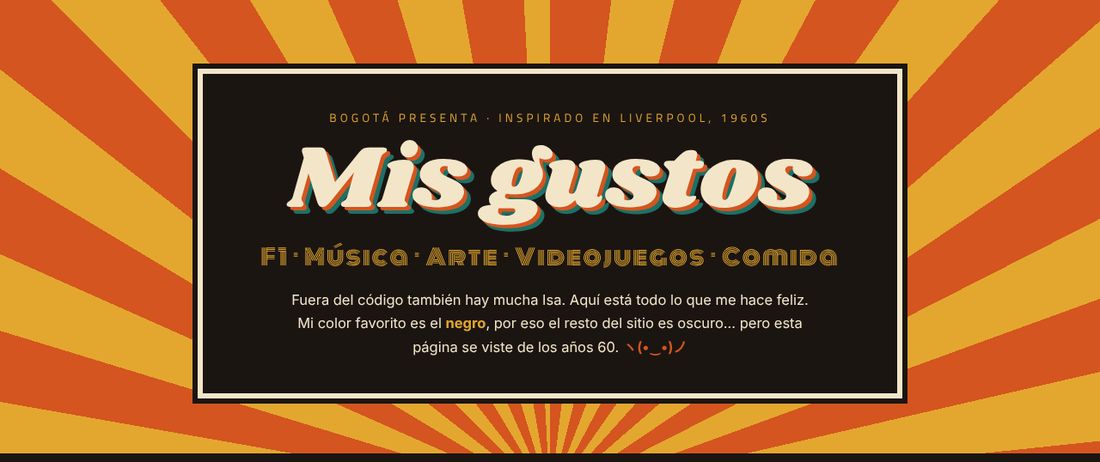 BOGOTÁ PRESENTA · INSPIRADO EN LIVERPOOL, 1960S
Mis gustos
F1 · Música · Arte · Videojuegos · Comida
Fuera del código también hay mucha Isa. Aquí está todo lo que me hace feliz.
Mi color favorito es el negro, por eso el resto del sitio es oscuro... pero esta
página se viste de los años 60. ヽ(•‿•)ノ